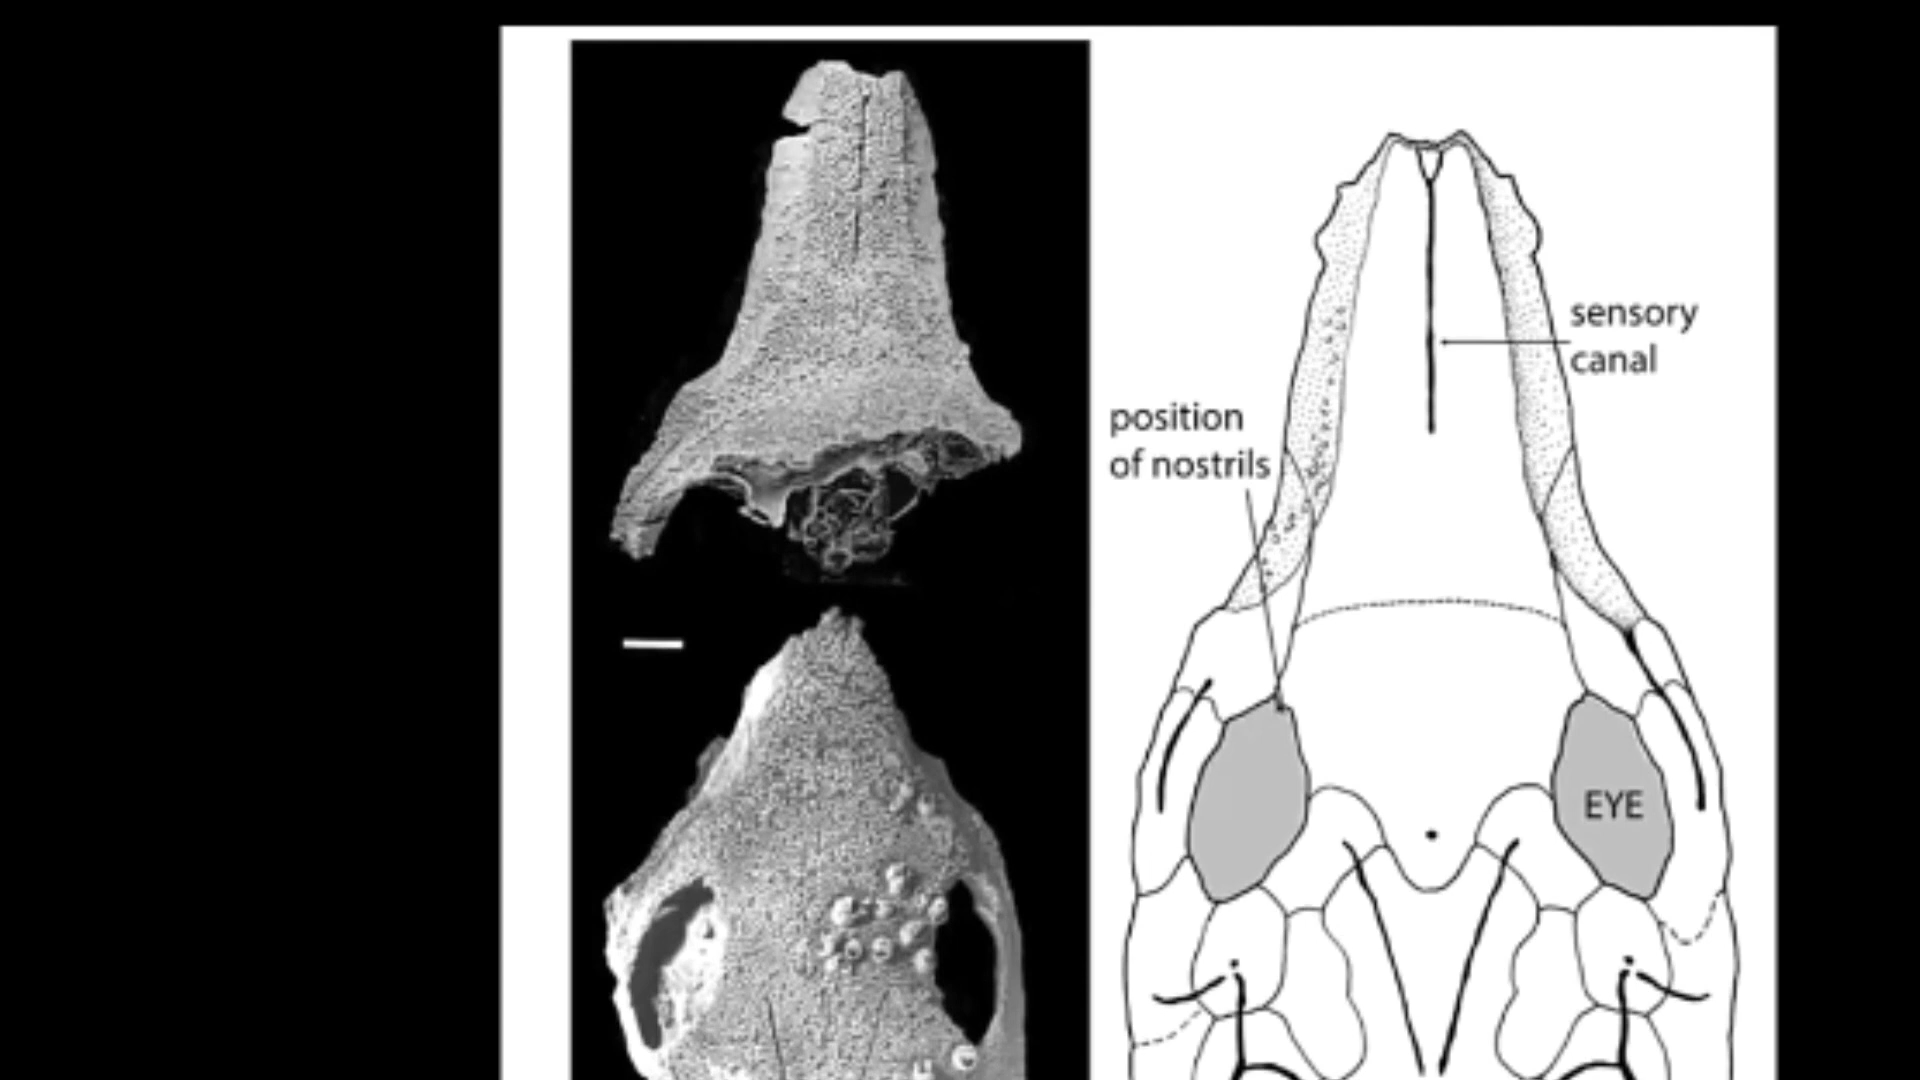 sensory
canal
position
of nostrils
EYE